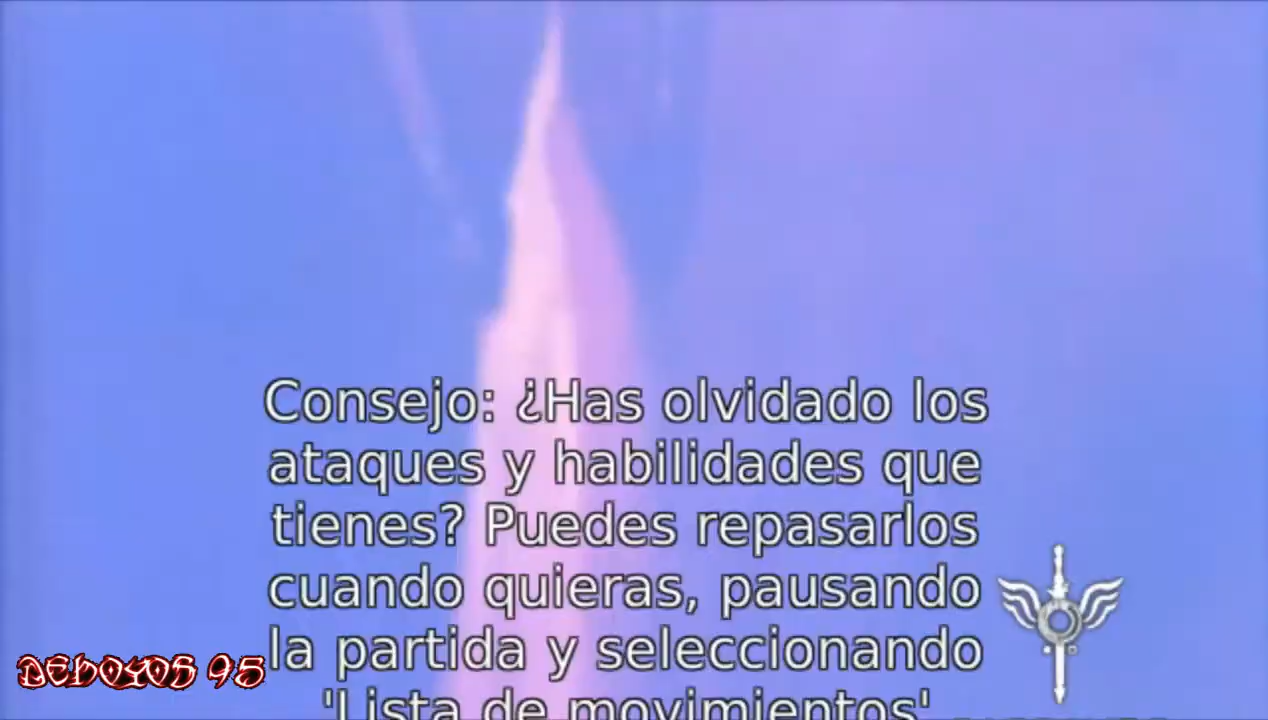 Consejo: ¿Has olvidado los
ataques y habilidades que
tienes? Puedes repasarlos
cuando quieras, pausando
la partida y seleccionando
'Lista de movimientos'
DEBOYOS 95